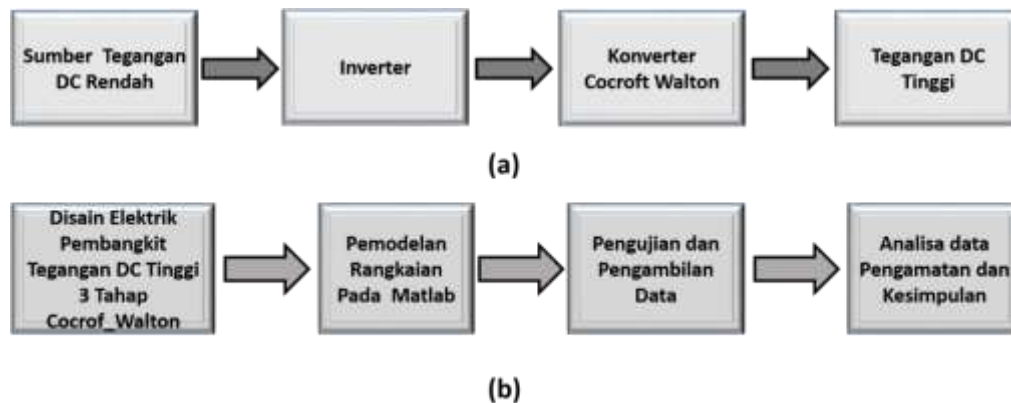 Sumber Tegangan
DC Rendah
Inverter
Konverter
Cocroft Walton
Tegangan DC
Tinggi
(a)
Disain Elektrik
Pembangkit
Tegangan DC Tinggi
3 Tahap
Cocrof_Walton
Pemodelan
Rangkaian
Pada Matlab
Pengujian dan
Pengambilan
Data
Analisa data
Pengamatan dan
Kesimpulan
(b)